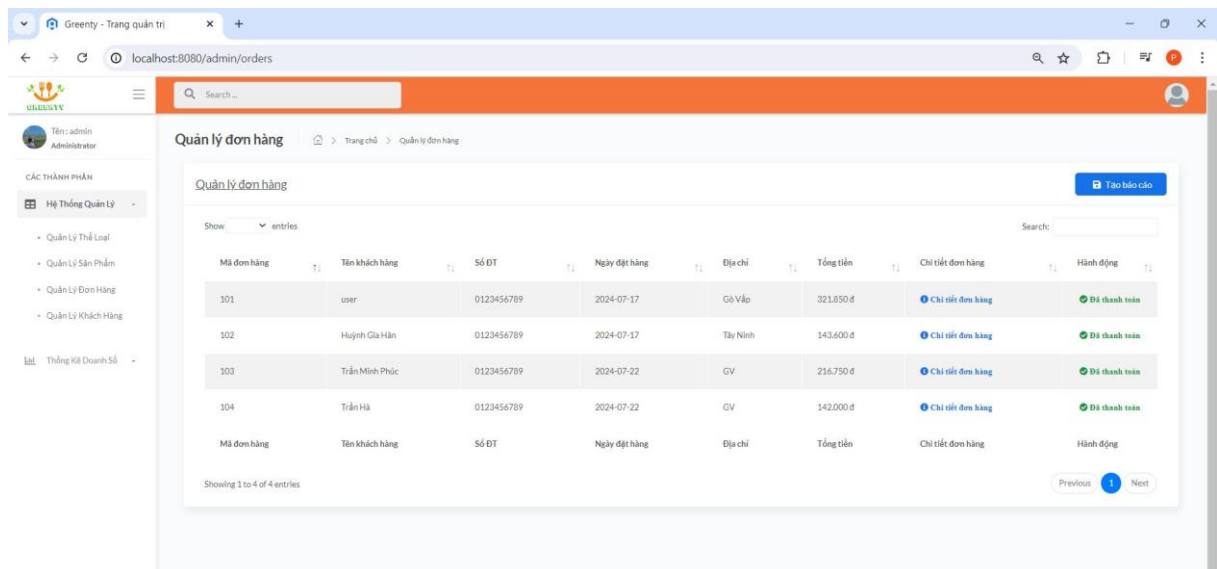 Greenty - Trang quản trị
localhost:8080/admin/orders
P
GREENTY
Search ...
Tên : admin
Administrator
Quản lý đơn hàng
Trang chủ > Quản lý đơn hàng
CÁC THÀNH PHẦN
Hệ Thống Quản Lý
Quản Lý Thể Loại
Quản Lý Sản Phẩm
Quản Lý Đơn Hàng
Quản Lý Khách Hàng
Thống Kê Doanh Số
Quản lý đơn hàng
Tạo báo cáo
Show entries
Search:
Mã đơn hàng Tên khách hàng Số ĐT Ngày đặt hàng Địa chỉ Tổng tiền Chi tiết đơn hàng Hành động
101 user 0123456789 2024-07-17 Gò Vấp 321.850 đ Chi tiết đơn hàng Đã thanh toán
102 Huỳnh Gia Hân 0123456789 2024-07-17 Tây Ninh 143.600 đ Chi tiết đơn hàng Đã thanh toán
103 Trần Minh Phúc 0123456789 2024-07-22 GV 216.750 đ Chi tiết đơn hàng Đã thanh toán
104 Trần Hà 0123456789 2024-07-22 GV 142.000 đ Chi tiết đơn hàng Đã thanh toán
Mã đơn hàng Tên khách hàng Số ĐT Ngày đặt hàng Địa chỉ Tổng tiền Chi tiết đơn hàng Hành động
Showing 1 to 4 of 4 entries
Previous 1 Next